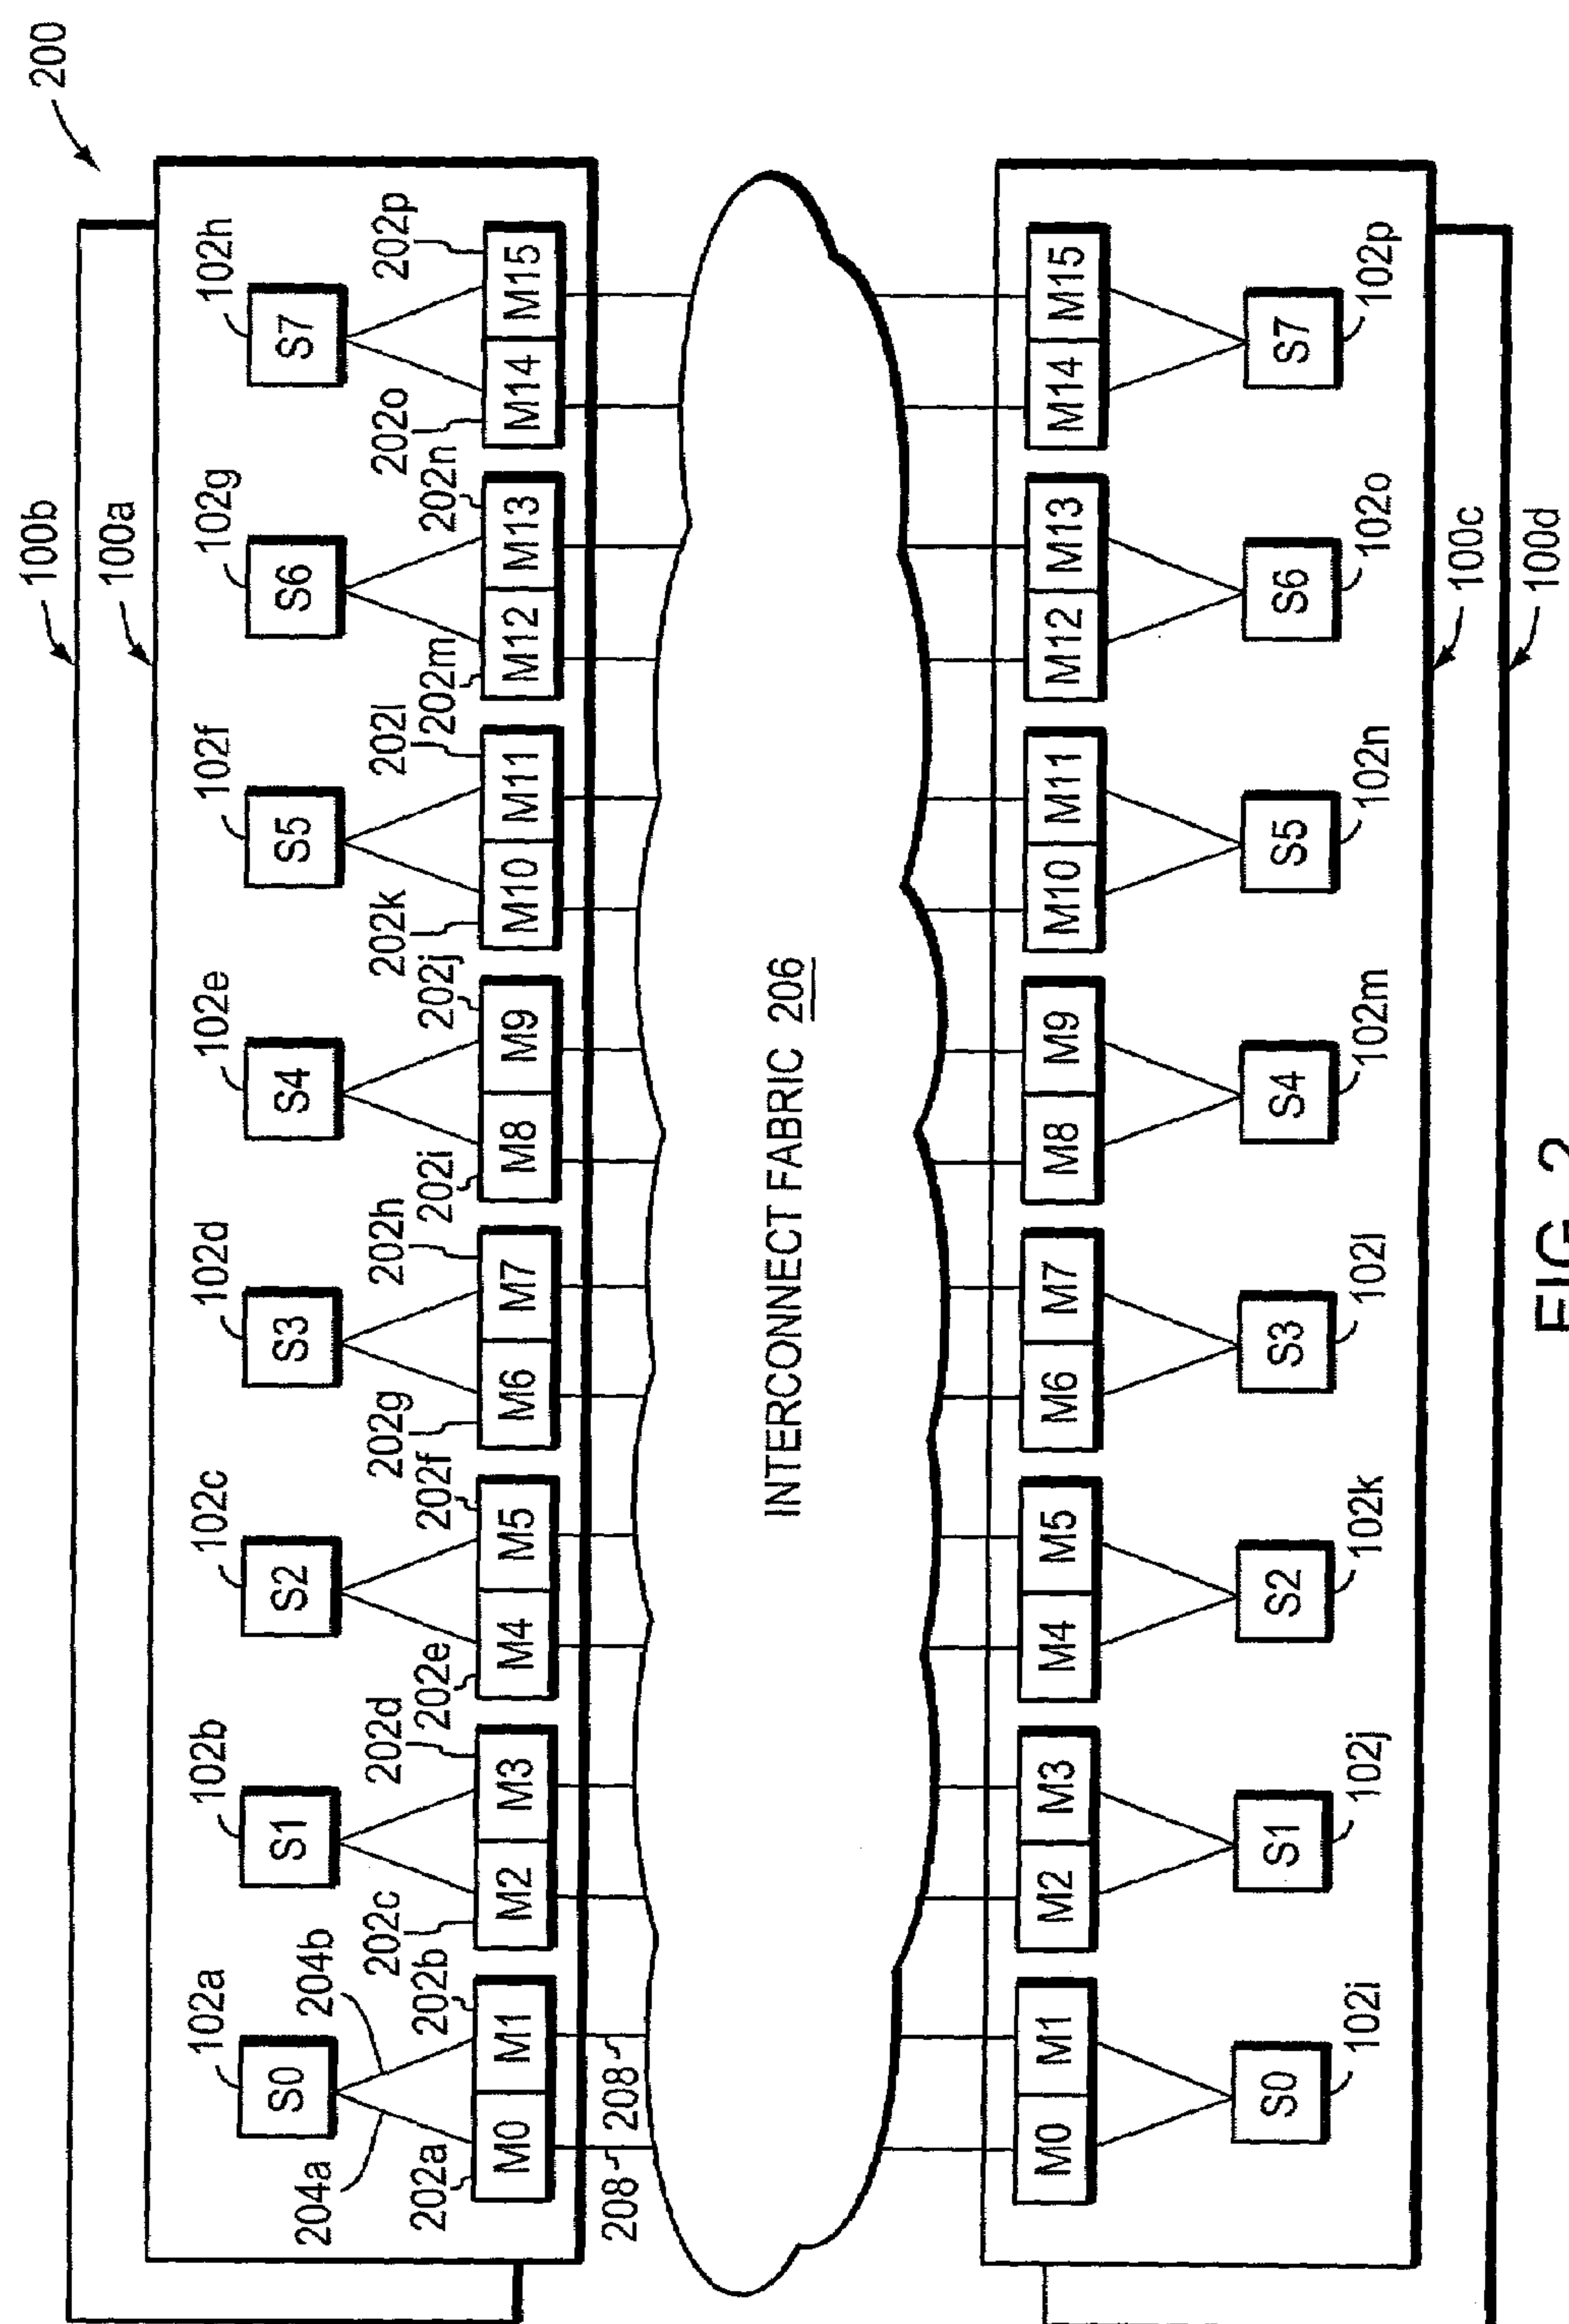 200
100b
100a
102a
102b
102c
102d
102e
102f
102g
102h
S0
S1
S2
S3
S4
S5
S6
S7
204a
204b
202c
202d
202g
202h
202k
202l
202o
202p
202a
202b
202e
202f
202i
202j
202m
202n
M0 M1
M2 M3
M4 M5
M6 M7
M8 M9
M10 M11
M12 M13
M14 M15
208
208
INTERCONNECT FABRIC 206
M0 M1
M2 M3
M4 M5
M6 M7
M8 M9
M10 M11
M12 M13
M14 M15
S0
S1
S2
S3
S4
S5
S6
S7
102i
102j
102k
102l
102m
102n
102o
102p
100c
100d
FIG. 2